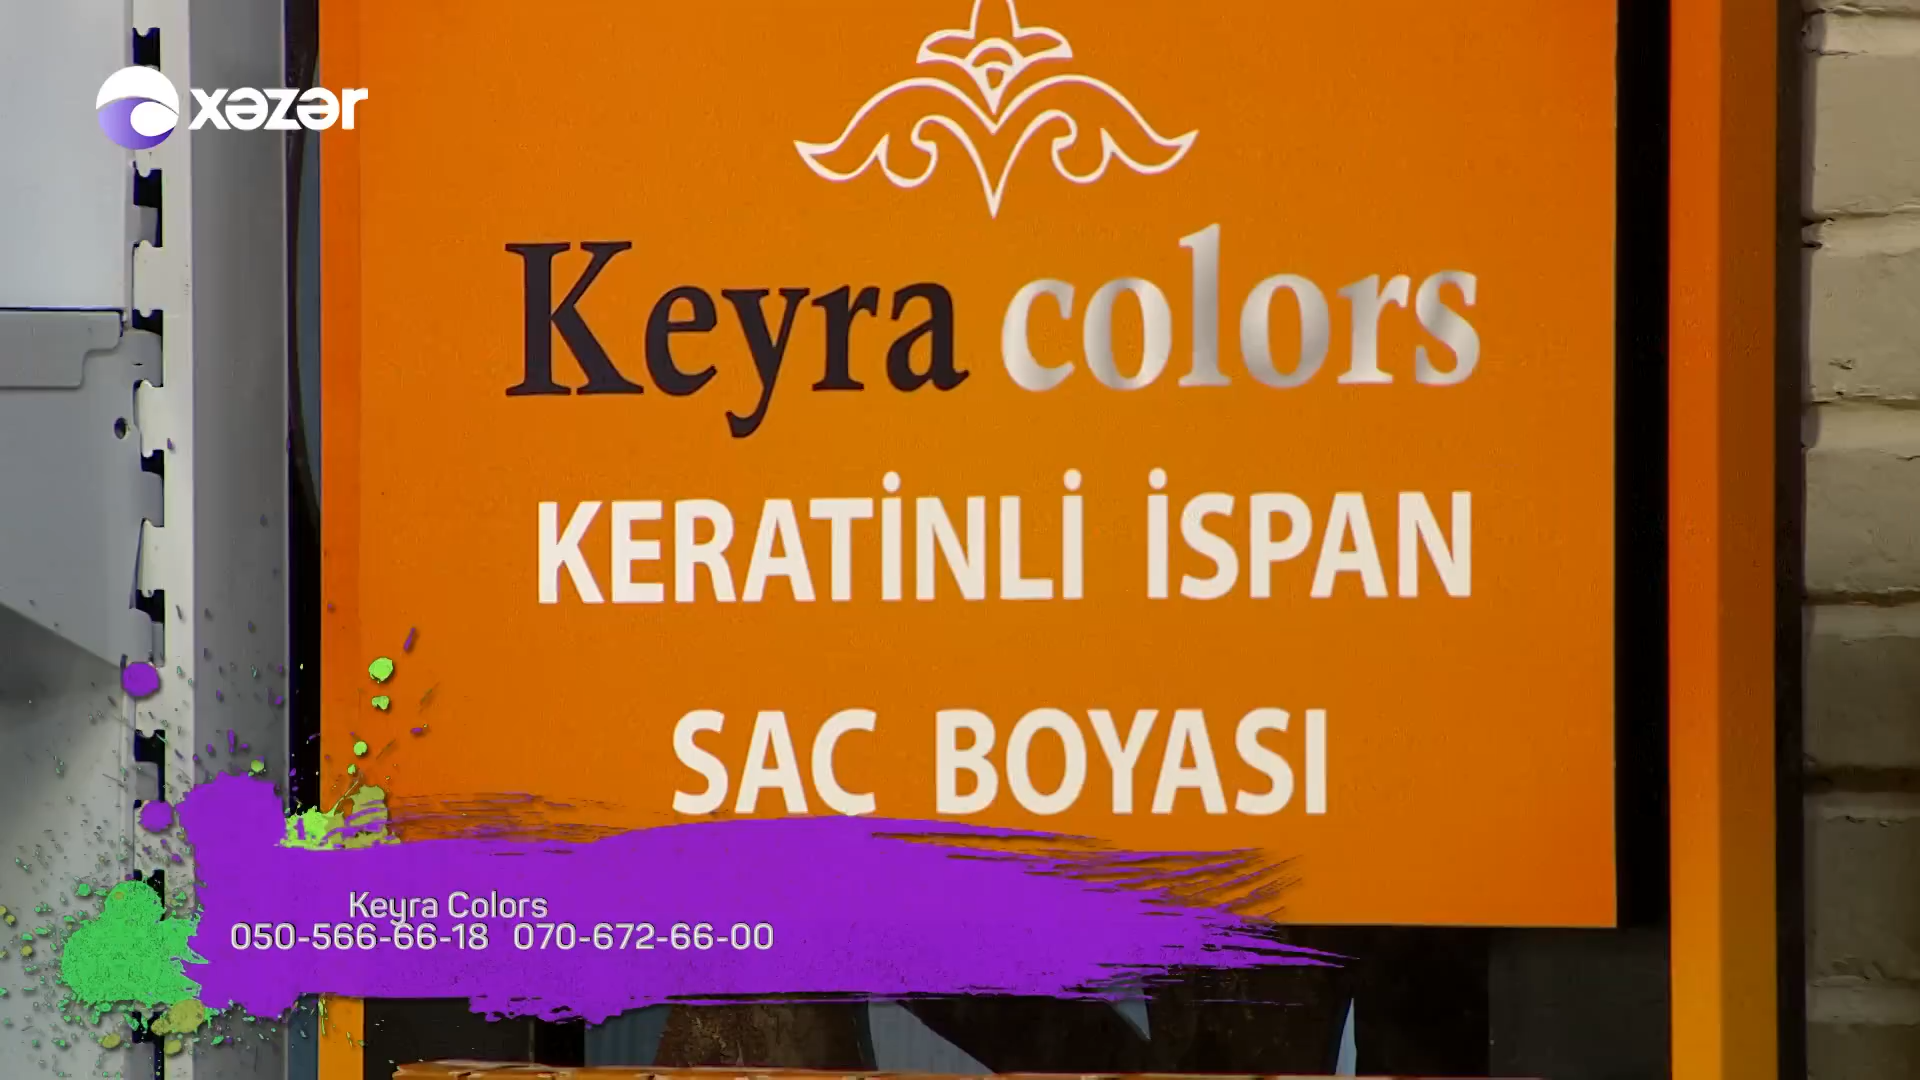 xəzər
Keyra colors
KERATİNLİ İSPAN
SAC BOYASI
Keyra Colors
050-566-66-18 070-672-66-00